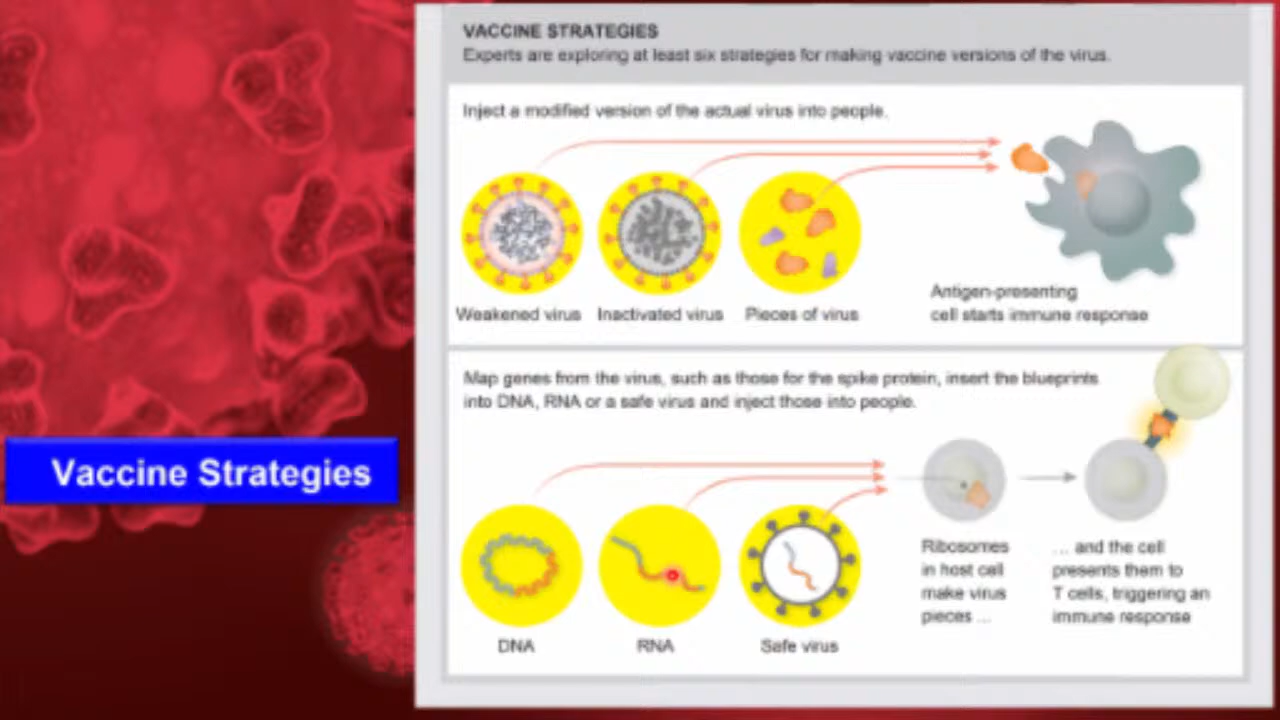 VACCINE STRATEGIES
Experts are exploring at least six strategies for making vaccine versions of the virus.
Inject a modified version of the actual virus into people.
Weakened virus
Inactivated virus
Pieces of virus
Antigen-presenting
cell starts immune response
Map genes from the virus, such as those for the spike protein, insert the blueprints
into DNA, RNA or a safe virus and inject those into people.
Vaccine Strategies
DNA
RNA
Safe virus
Ribosomes
in host cell
make virus
pieces ...
... and the cell
presents them to
T cells, triggering an
immune response